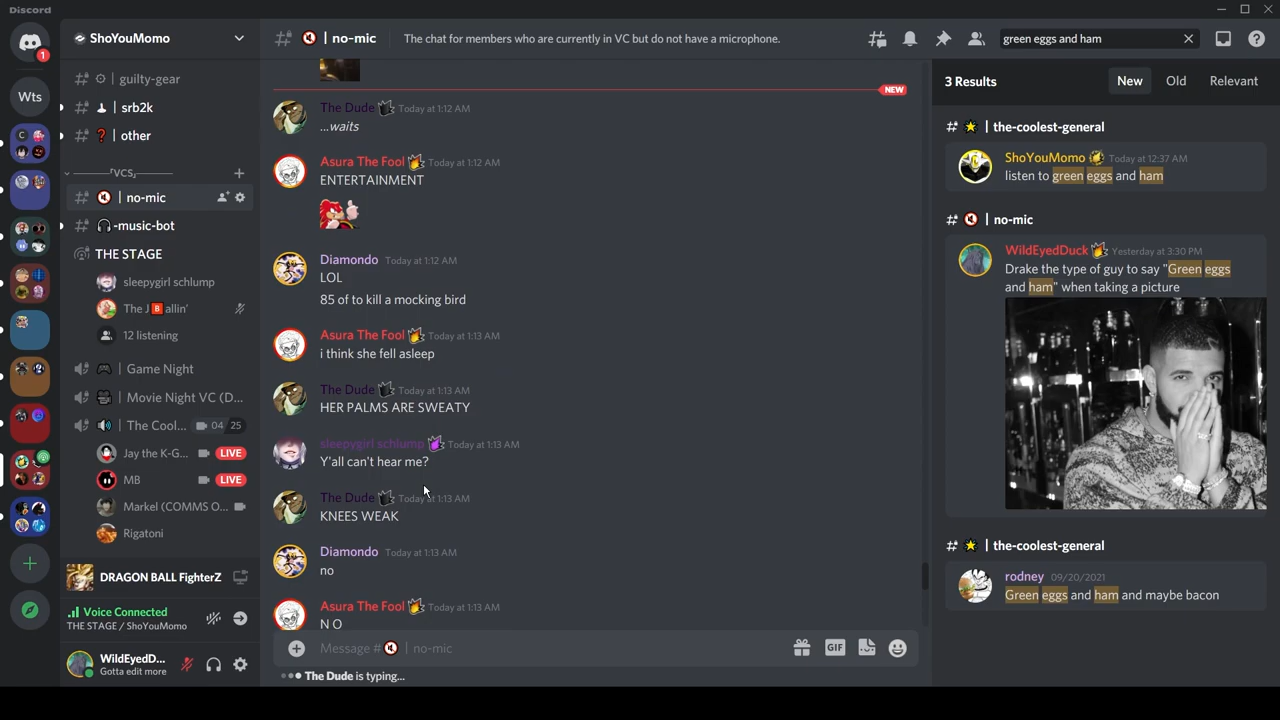 Discord
ShoYouMomo
| no-mic
The chat for members who are currently in VC but do not have a microphone.
green eggs and ham
1
Wts
| guilty-gear
| srb2k
| other
「VCS」
| no-mic
-music-bot
THE STAGE
sleepygirl schlump
The J🅱allin'
12 listening
| Game Night
| Movie Night VC (D...
| The Cool...
04 25
Jay the K-G...
LIVE
MB
LIVE
Markel (COMMS O...
Rigatoni
DRAGON BALL FighterZ
Voice Connected
THE STAGE / ShoYouMomo
WildEyedD...
Gotta edit more
NEW
The Dude Today at 1:12 AM
...waits
Asura The Fool Today at 1:12 AM
ENTERTAINMENT
Diamondo Today at 1:12 AM
LOL
85 of to kill a mocking bird
Asura The Fool Today at 1:13 AM
i think she fell asleep
The Dude Today at 1:13 AM
HER PALMS ARE SWEATY
sleepygirl schlump Today at 1:13 AM
Y'all can't hear me?
The Dude Today at 1:13 AM
KNEES WEAK
Diamondo Today at 1:13 AM
no
Asura The Fool Today at 1:13 AM
N O
Message # | no-mic
GIF
The Dude is typing...
3 Results
New
Old
Relevant
| the-coolest-general
ShoYouMomo Today at 12:37 AM
listen to green eggs and ham
| no-mic
WildEyedDuck Yesterday at 3:30 PM
Drake the type of guy to say "Green eggs
and ham" when taking a picture
| the-coolest-general
rodney 09/20/2021
Green eggs and ham and maybe bacon